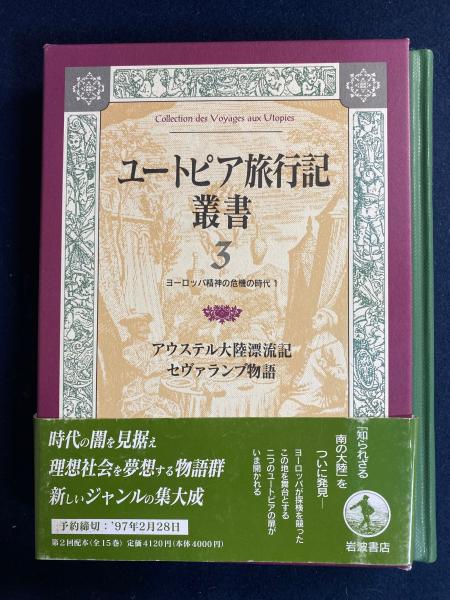 Collection des Voyages aux Utopies
ユートピア旅行記
叢書
3
ヨーロッパ精神の危機の時代 1
アウステル大陸漂流記
セヴァランブ物語
時代の闇を見据え
理想社会を夢想する物語群
新しいジャンルの集大成
予約締切：'97年2月28日
第2回配本(全15巻) 定価4120円(本体4000円)
「知られざる
南の大陸」を
ついに発見―
ヨーロッパが探検を競った
この地を舞台とする
二つのユートピアの扉が
いま開かれる
岩波書店